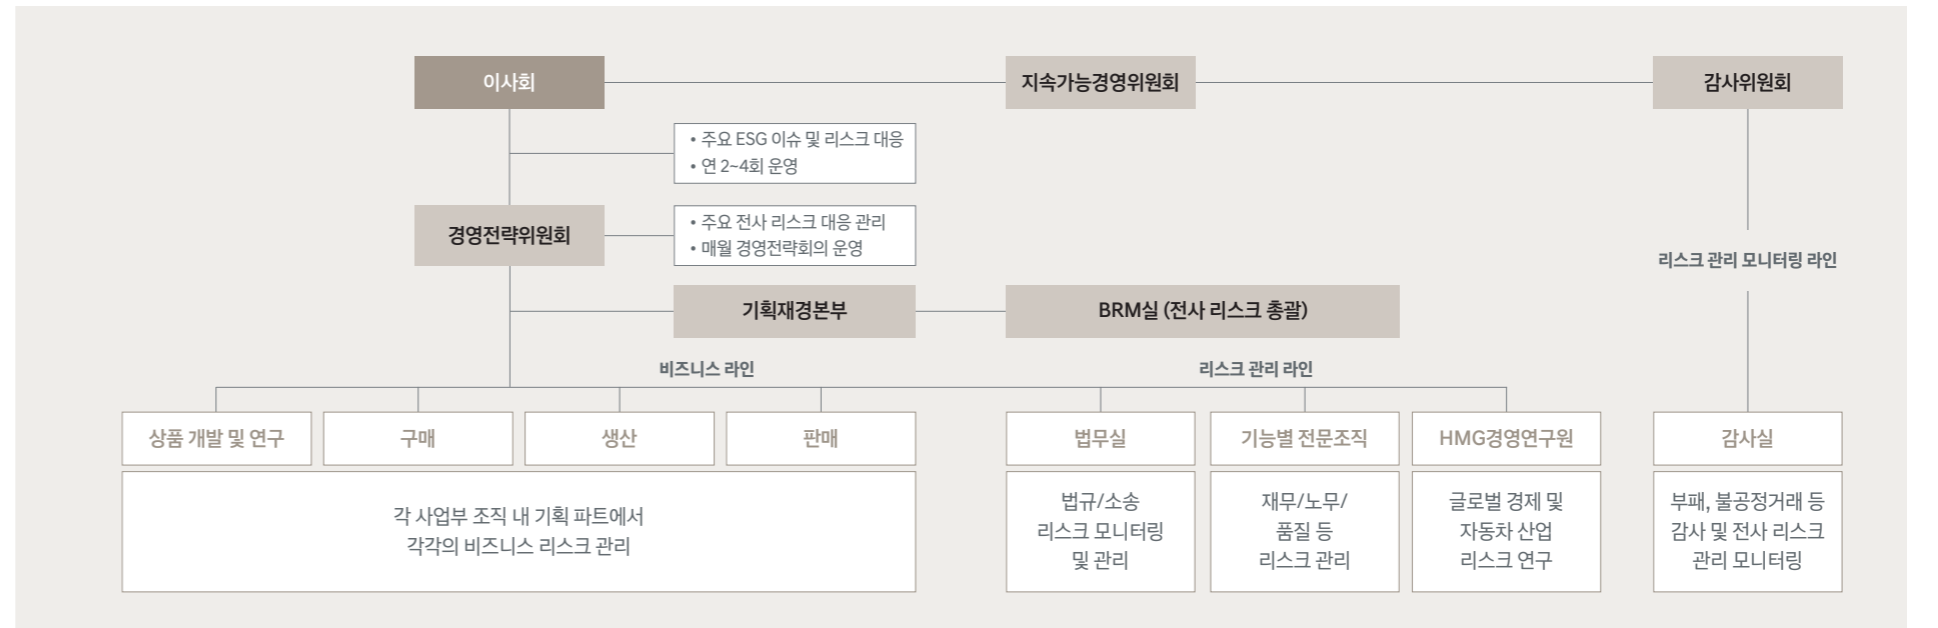 이사회
지속가능경영위원회
감사위원회
• 주요 ESG 이슈 및 리스크 대응
• 연 2~4회 운영
경영전략위원회
• 주요 전사 리스크 대응 관리
• 매월 경영전략회의 운영
리스크 관리 모니터링 라인
기획재경본부
BRM실 (전사 리스크 총괄)
비즈니스 라인
리스크 관리 라인
상품 개발 및 연구
구매
생산
판매
법무실
기능별 전문조직
HMG경영연구원
감사실
각 사업부 조직 내 기획 파트에서
각각의 비즈니스 리스크 관리
법규/소송
리스크 모니터링
및 관리
재무/노무/
품질 등
리스크 관리
글로벌 경제 및
자동차 산업
리스크 연구
부패, 불공정거래 등
감사 및 전사 리스크
관리 모니터링